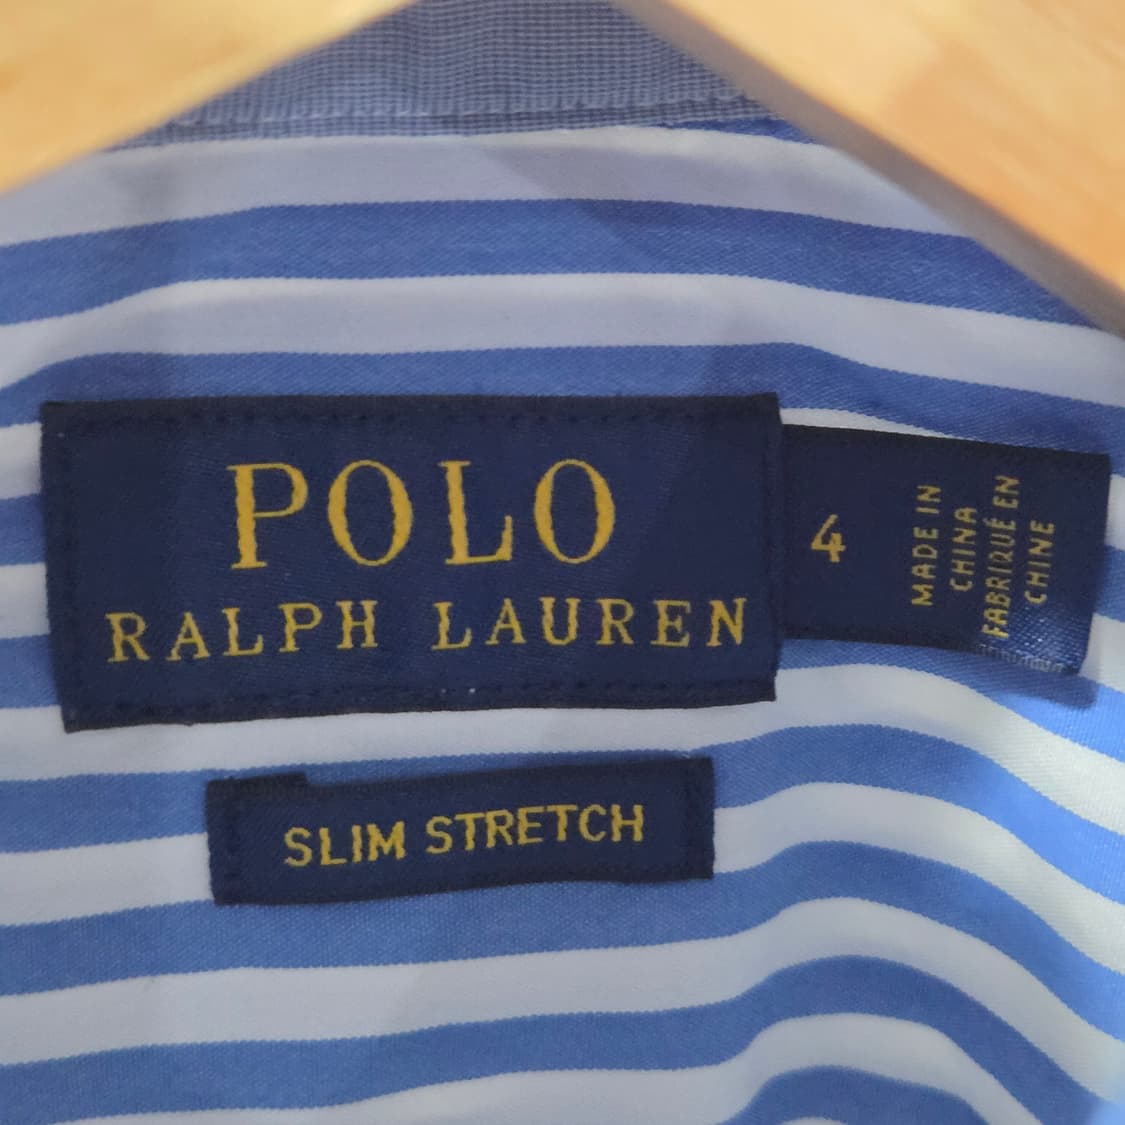 POLO
RALPH LAUREN
4
MADE IN
CHINA
FABRIQUÉ EN
CHINE
SLIM STRETCH